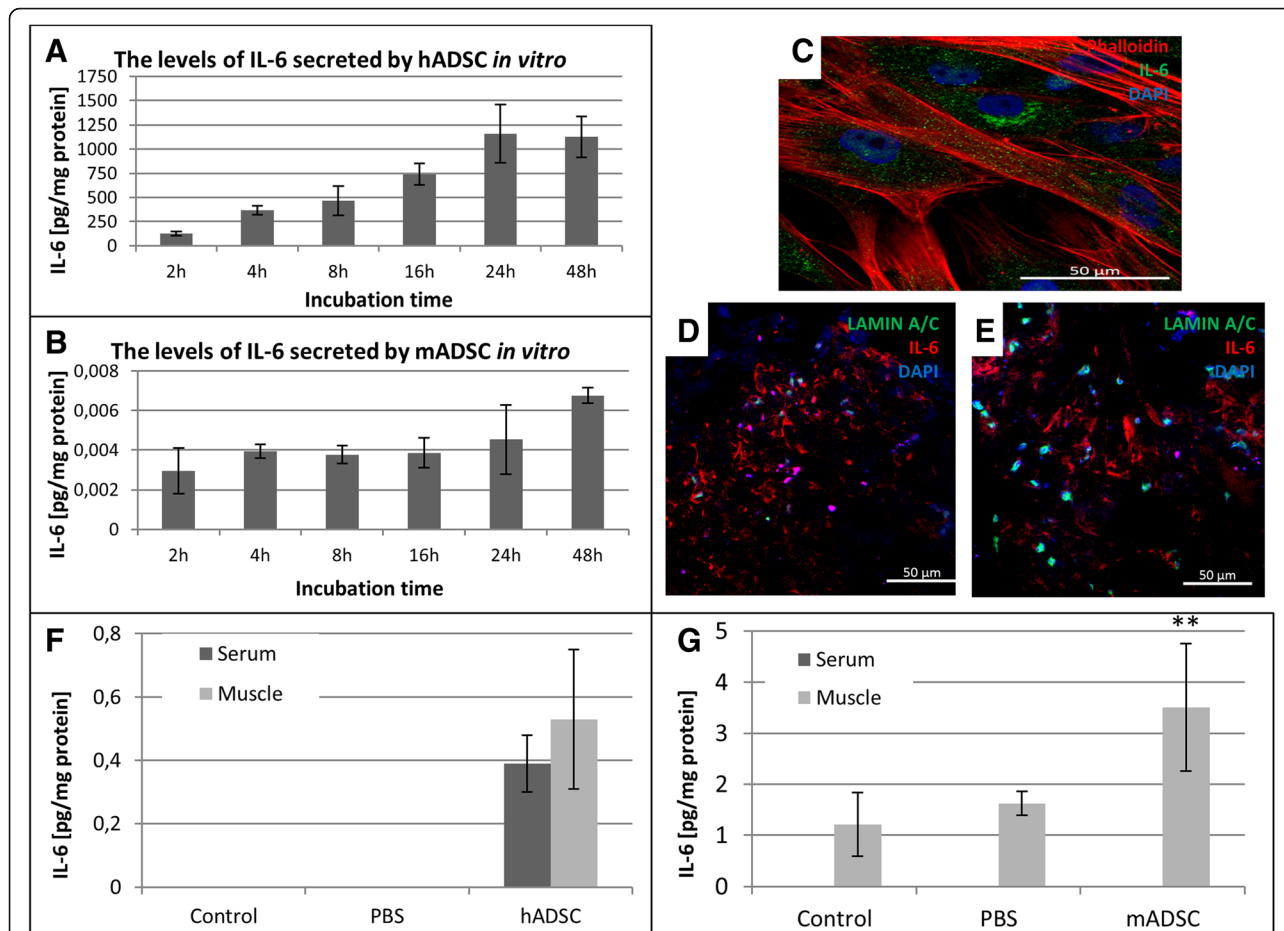 A
The levels of IL-6 secreted by hADSC in vitro
IL-6 [pg/mg protein]
1750
1500
1250
1000
750
500
250
0
2h 4h 8h 16h 24h 48h
Incubation time
B
The levels of IL-6 secreted by mADSC in vitro
IL-6 [pg/mg protein]
0,008
0,006
0,004
0,002
0
2h 4h 8h 16h 24h 48h
Incubation time
C
Phalloidin
IL-6
DAPI
50 µm
D
LAMIN A/C
IL-6
DAPI
50 µm
E
LAMIN A/C
IL-6
DAPI
50 µm
F
Serum
Muscle
IL-6 [pg/mg protein]
0,8
0,6
0,4
0,2
0
Control PBS hADSC
G
Serum
Muscle
**
IL-6 [pg/mg protein]
5
4
3
2
1
0
Control PBS mADSC